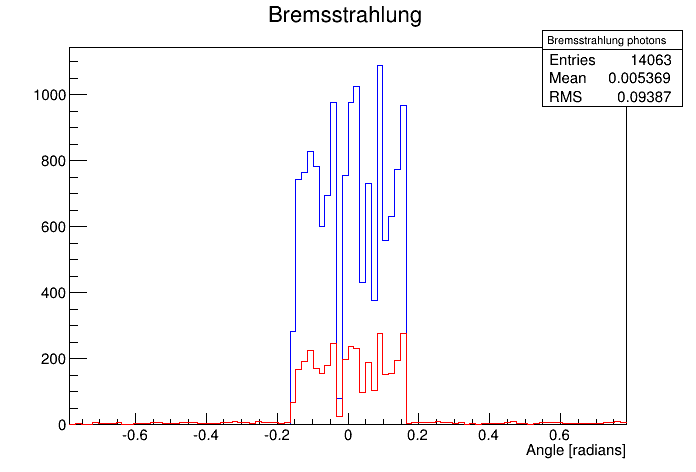 Bremsstrahlung
Bremsstrahlung photons
Entries 14063
Mean 0.005369
RMS 0.09387
1000
800
600
400
200
0
-0.6 -0.4 -0.2 0 0.2 0.4 0.6
Angle [radians]